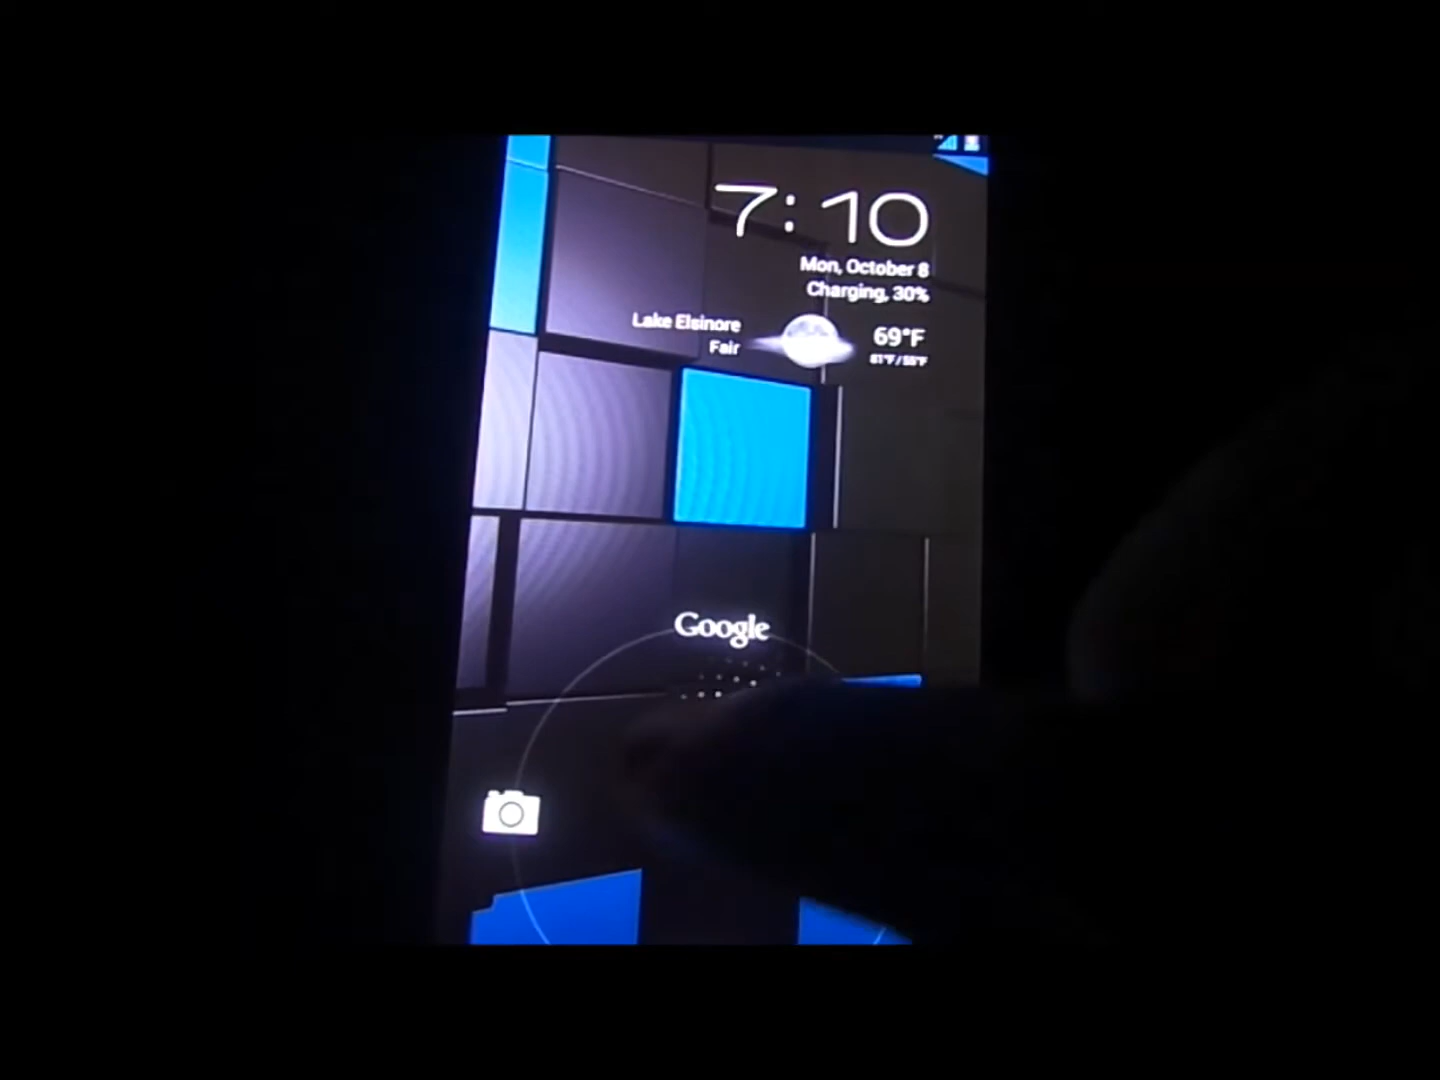 7:10
Mon, October 8
Charging, 30%
Lake Elsinore
Fair
69°F
Google